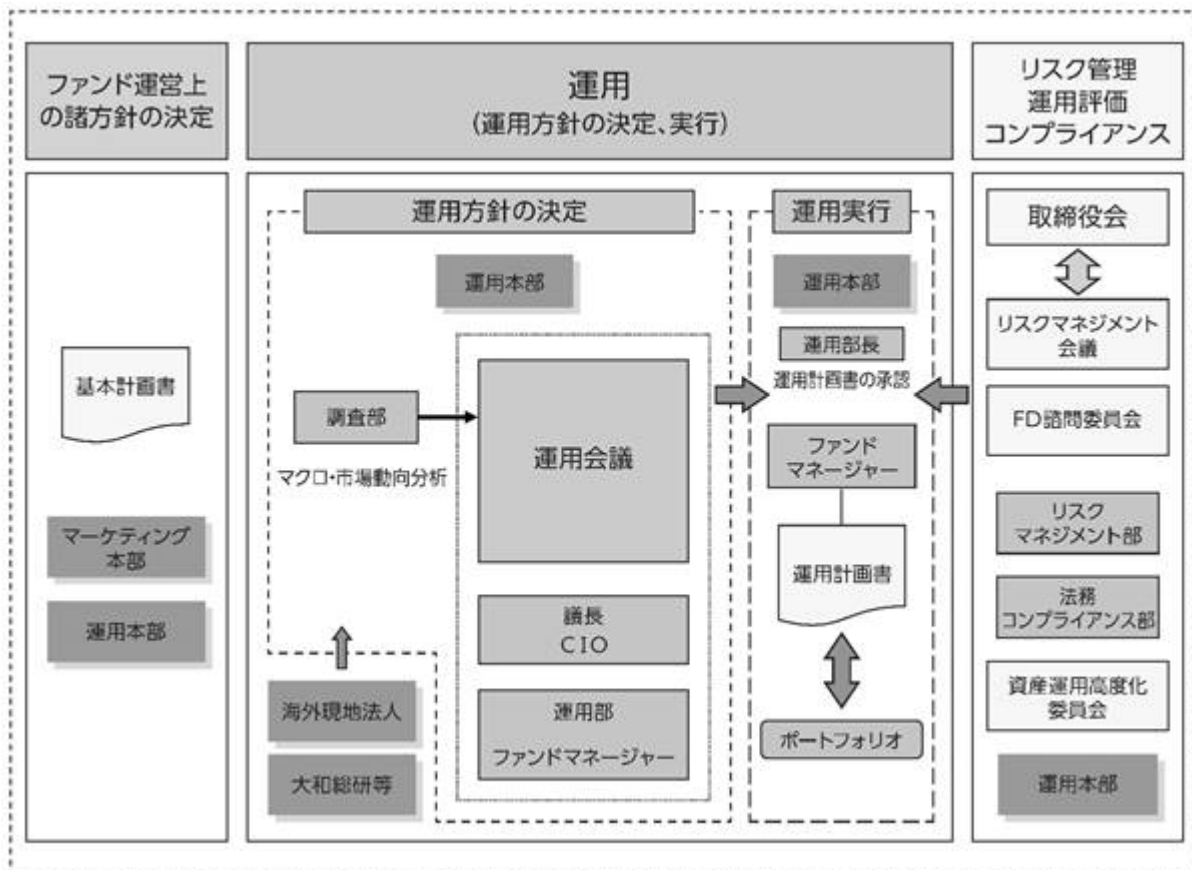 ファンド運営上
の諸方針の決定
運用
(運用方針の決定、実行)
リスク管理
運用評価
コンプライアンス
基本計画書
マーケティング
本部
運用本部
運用方針の決定
運用本部
調査部
マクロ・市場動向分析
運用会議
議長
CIO
運用部
ファンドマネージャー
海外現地法人
大和総研等
運用実行
運用本部
運用部長
運用計画書の承認
ファンド
マネージャー
運用計画書
ポートフォリオ
取締役会
リスクマネジメント
会議
FD諮問委員会
リスク
マネジメント部
法務
コンプライアンス部
資産運用高度化
委員会
運用本部